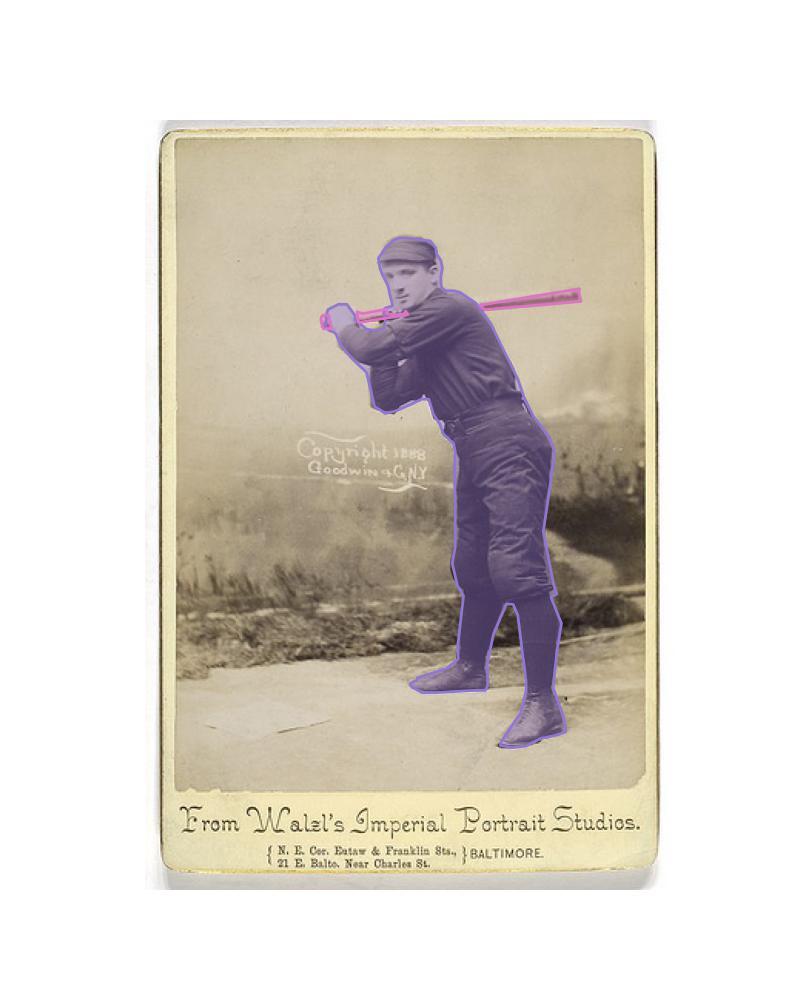 Copyright 1888
Goodwin & Co. N.Y.
From Walzl's Imperial Portrait Studios.
N. E. Cor. Eutaw & Franklin Sts.,
21 E. Balto. Near Charles St.
BALTIMORE.